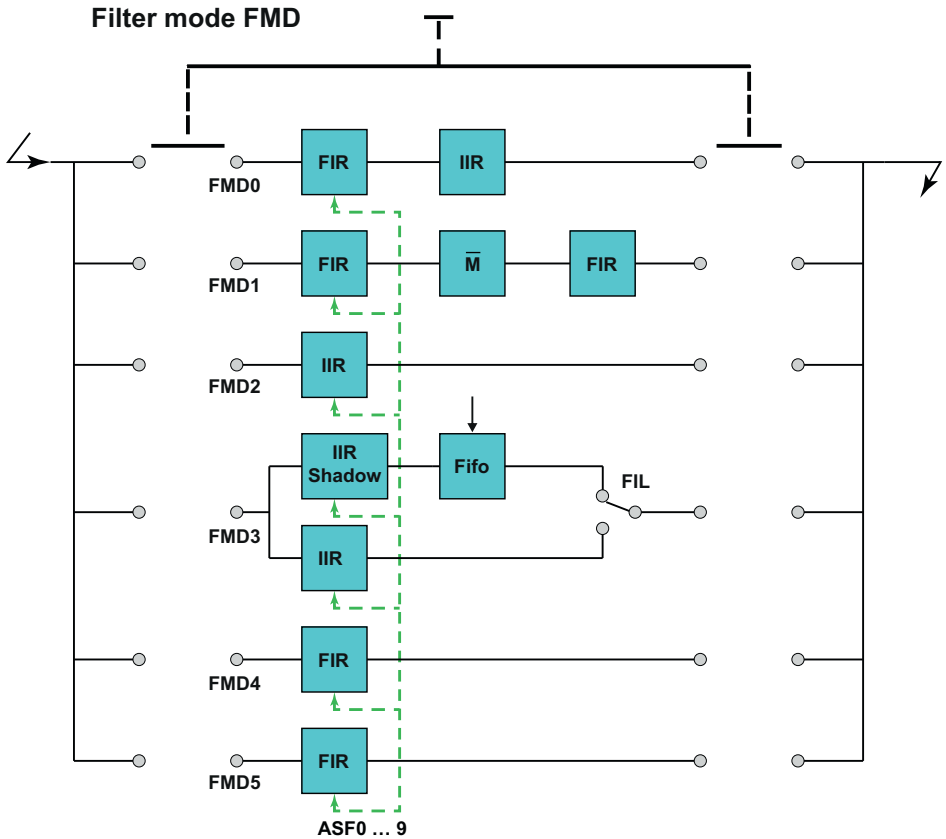 Filter mode FMD
FIR
IIR
FMD0
FIR
M̅
FIR
FMD1
IIR
FMD2
IIR
Shadow
Fifo
FIL
FMD3
IIR
FIR
FMD4
FIR
FMD5
ASF0 ... 9